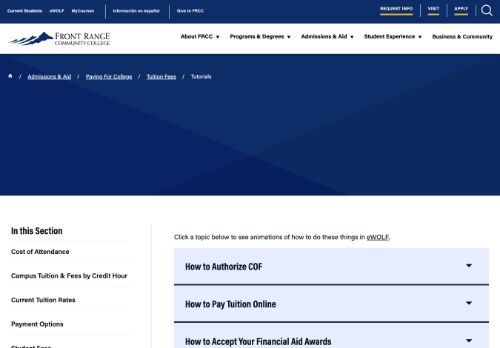 Current Students eWOLF MyCourses Información en español Give to FRCC REQUEST INFO VISIT APPLY
FRONT RANGE
COMMUNITY COLLEGE
About FRCC Programs & Degrees Admissions & Aid Student Experience Business & Community
/ Admissions & Aid / Paying For College / Tuition Fees / Tutorials
In this Section
Cost of Attendance
Campus Tuition & Fees by Credit Hour
Current Tuition Rates
Payment Options
Student Fees
Click a topic below to see animations of how to do these things in eWOLF.
How to Authorize COF
How to Pay Tuition Online
How to Accept Your Financial Aid Awards